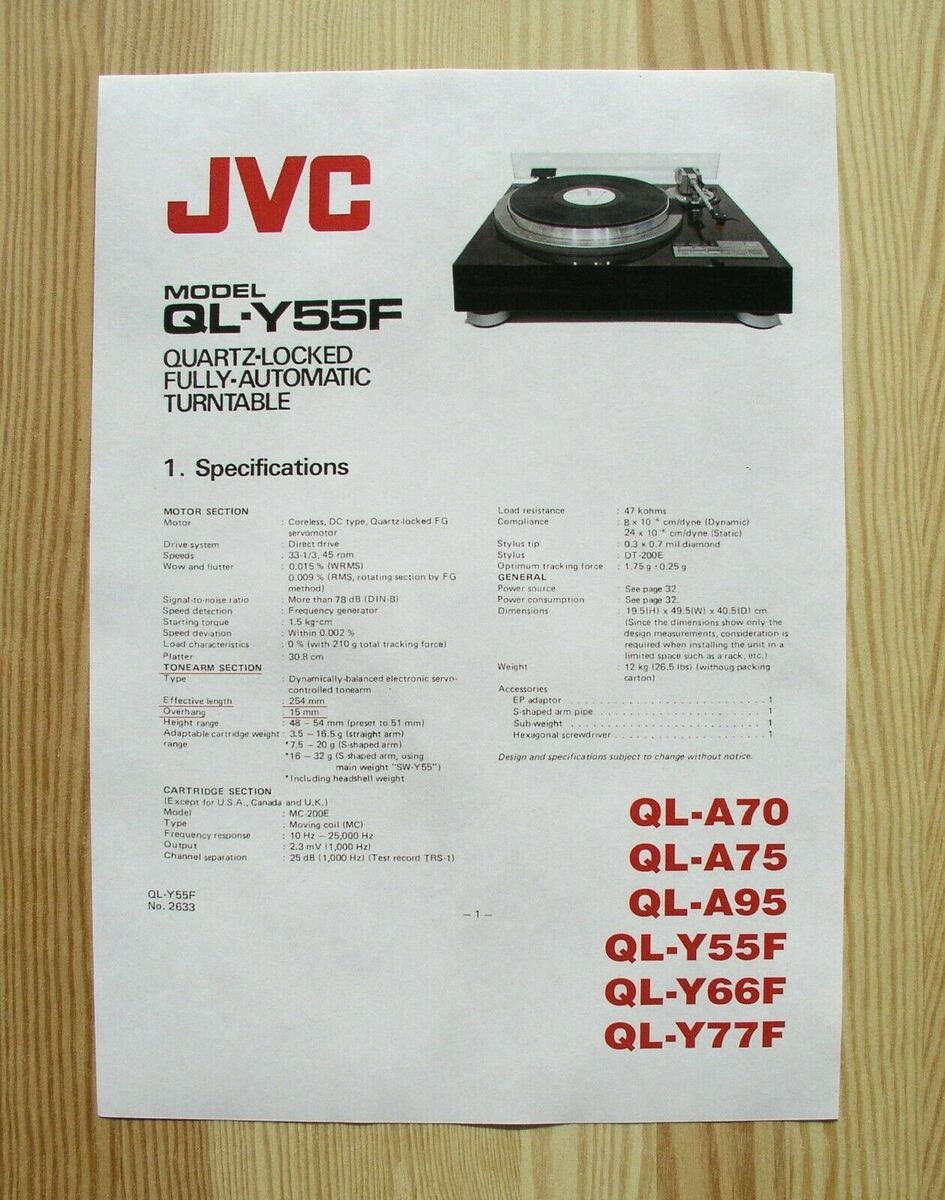 JVC
MODEL
QL-Y55F
QUARTZ-LOCKED
FULLY-AUTOMATIC
TURNTABLE
1. Specifications
MOTOR SECTION
Motor : Coreless, DC type, Quartz-locked FG
servomotor
Drive system : Direct drive
Speeds : 33-1/3, 45 rpm
Wow and flutter : 0.015 % (WRMS)
0.009 % (RMS, rotating section by FG
method)
Signal-to-noise ratio : More than 78 dB (DIN-B)
Speed detection : Frequency generator
Starting torque : 1.5 kg-cm
Speed deviation : Within 0.002 %
Load characteristics : 0 % (with 210 g total tracking force)
Platter : 30.8 cm
TONEARM SECTION
Type : Dynamically-balanced electronic servo-
controlled tonearm
Effective length : 254 mm
Overhang : 15 mm
Height range : 48 – 54 mm (preset to 51 mm)
Adaptable cartridge weight : 3.5 – 16.5 g (straight arm)
range *7.5 – 20 g (S-shaped arm)
*16 – 32 g (S-shaped arm, using
main weight "SW-Y55")
*Including headshell weight
CARTRIDGE SECTION
(Except for U.S.A., Canada and U.K.)
Model : MC-200E
Type : Moving coil (MC)
Frequency response : 10 Hz – 25,000 Hz
Output : 2.3 mV (1,000 Hz)
Channel separation : 25 dB (1,000 Hz) (Test record TRS-1)
Load resistance : 47 kohms
Compliance : 8 x 10⁻⁶ cm/dyne (Dynamic)
24 x 10⁻⁶ cm/dyne (Static)
Stylus tip : 0.3 x 0.7 mil diamond
Stylus : DT-200E
Optimum tracking force : 1.75 g ±0.25 g
GENERAL
Power source : See page 32.
Power consumption : See page 32.
Dimensions : 19.5(H) x 49.5(W) x 40.5(D) cm
(Since the dimensions show only the
design measurements, consideration is
required when installing the unit in a
limited space such as a rack, etc.)
Weight : 12 kg (26.5 lbs) (withoug packing
carton)
Accessories
EP adaptor . . . . . . . . . . . . . . . . . . . . 1
S-shaped arm pipe . . . . . . . . . . . . . . . . 1
Sub-weight . . . . . . . . . . . . . . . . . . . . 1
Hexagonal screwdriver . . . . . . . . . . . . . . 1
Design and specifications subject to change without notice.
QL-A70
QL-A75
QL-A95
QL-Y55F
QL-Y66F
QL-Y77F
QL-Y55F
No. 2633
– 1 –